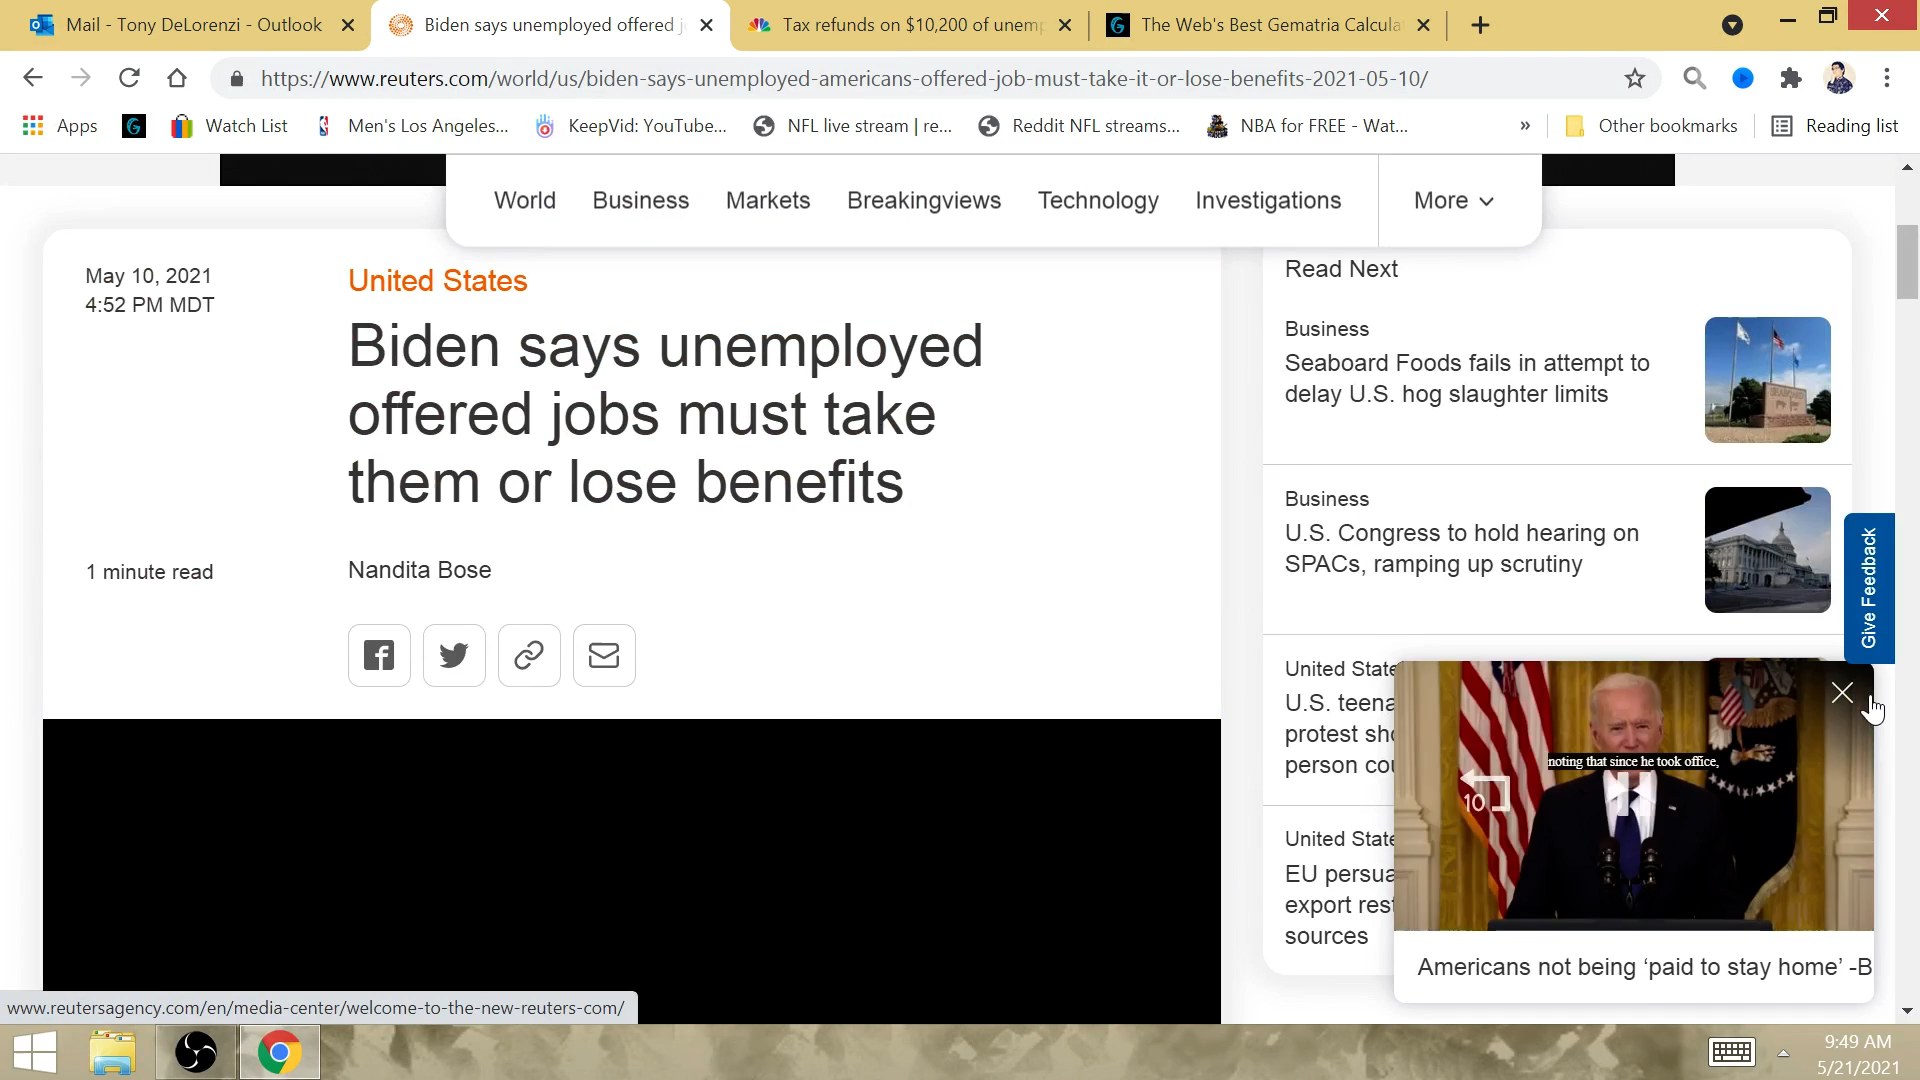 Mail - Tony DeLorenzi - Outlook
Biden says unemployed offered j
Tax refunds on $10,200 of unemp
The Web's Best Gematria Calcula
https://www.reuters.com/world/us/biden-says-unemployed-americans-offered-job-must-take-it-or-lose-benefits-2021-05-10/
Apps
Watch List
Men's Los Angeles...
KeepVid: YouTube...
NFL live stream | re...
Reddit NFL streams...
NBA for FREE - Wat...
»
Other bookmarks
Reading list
World
Business
Markets
Breakingviews
Technology
Investigations
More
May 10, 2021
4:52 PM MDT
United States
Biden says unemployed
offered jobs must take
them or lose benefits
1 minute read
Nandita Bose
Read Next
Business
Seaboard Foods fails in attempt to
delay U.S. hog slaughter limits
Business
U.S. Congress to hold hearing on
SPACs, ramping up scrutiny
Give Feedback
United State
U.S. teena
protest sho
person cou
United State
EU persua
export rest
sources
noting that since he took office,
10
Americans not being ‘paid to stay home’ -B
www.reutersagency.com/en/media-center/welcome-to-the-new-reuters-com/
9:49 AM
5/21/2021